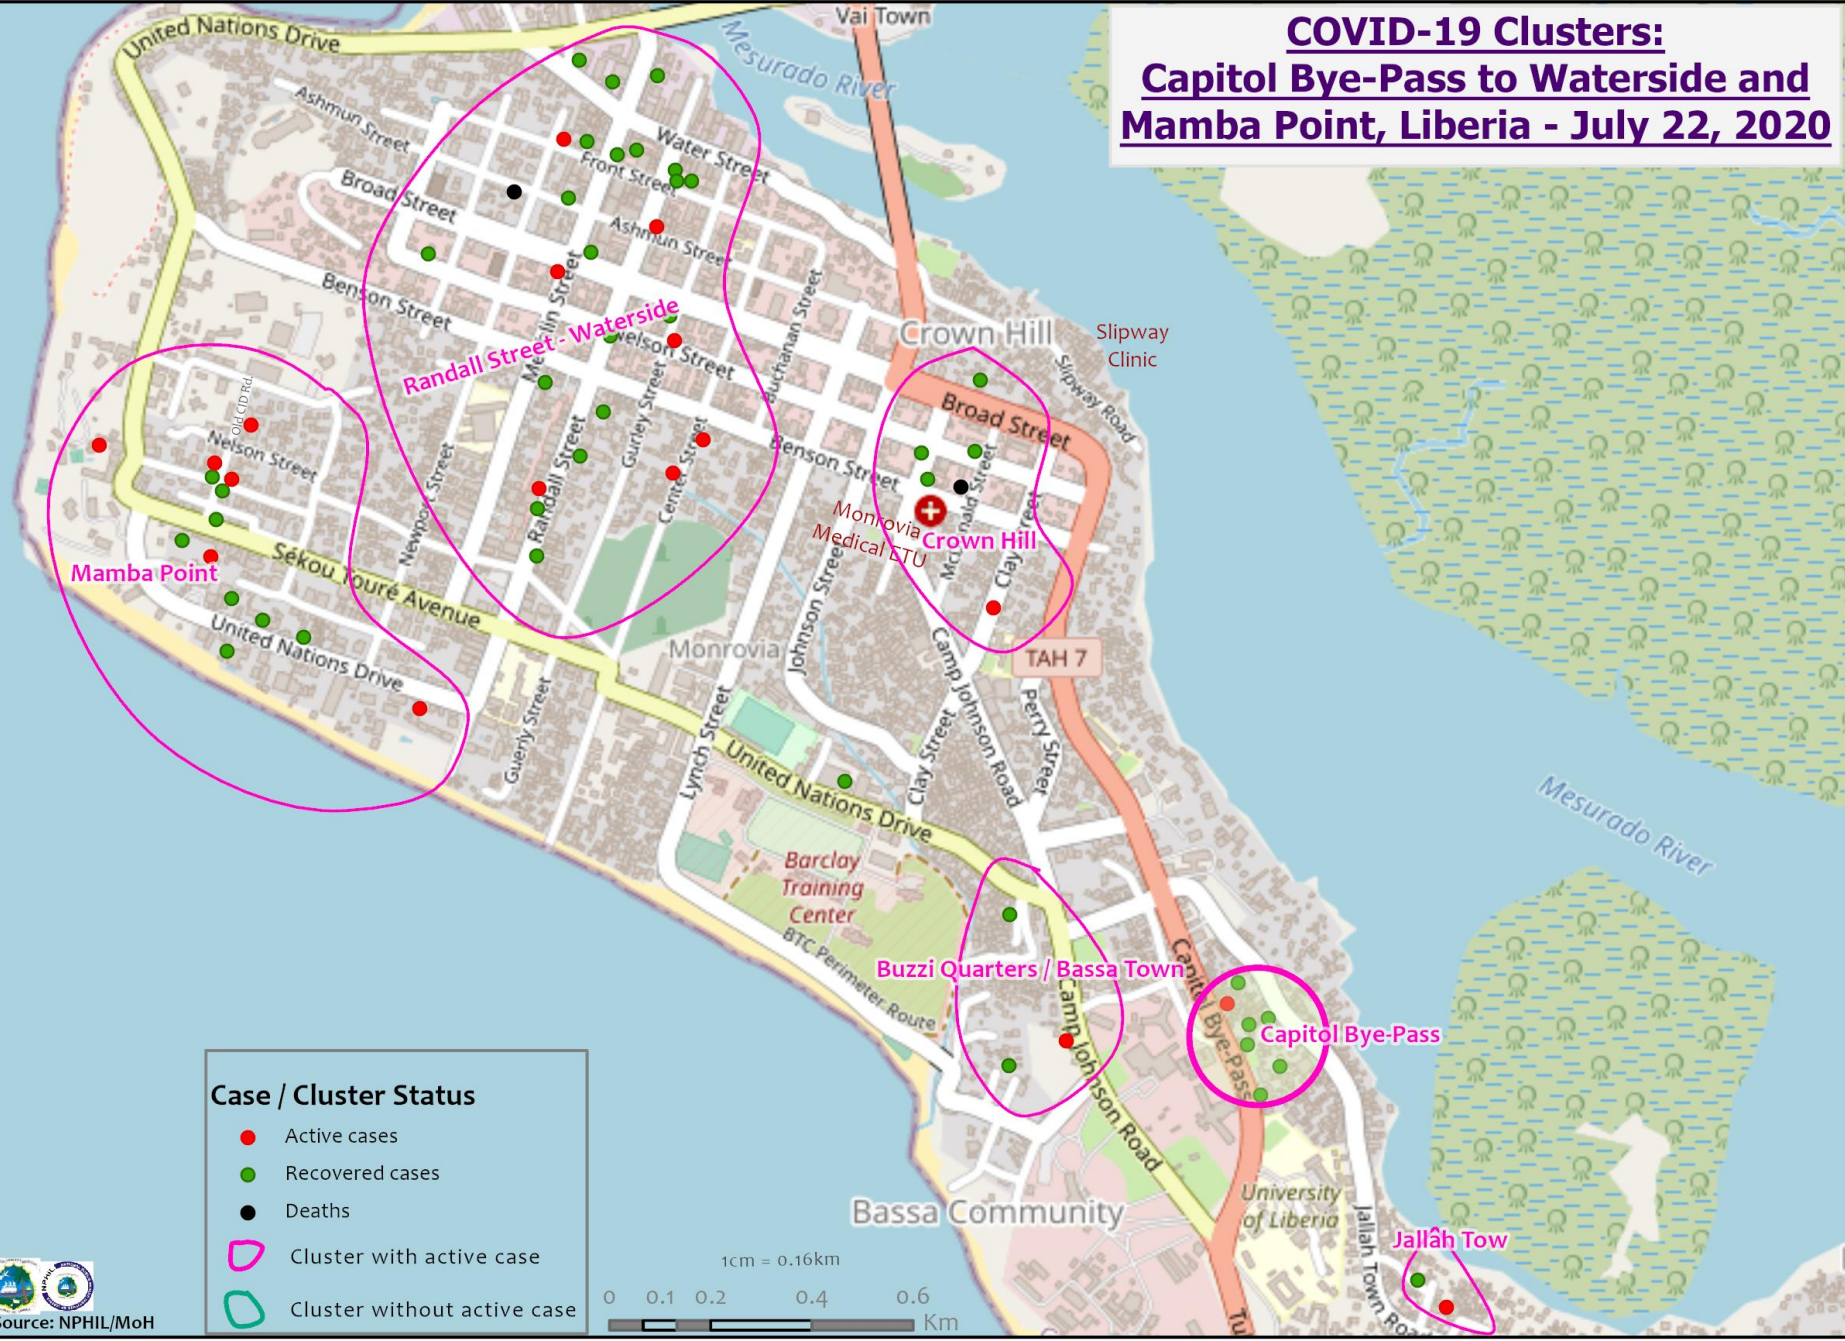 COVID-19 Clusters:
Capitol Bye-Pass to Waterside and
Mamba Point, Liberia - July 22, 2020
Vai Town
United Nations Drive
Mesurado River
Ashmun Street
Water Street
Front Street
Broad Street
Ashmun Street
Benson Street
Randall Street - Waterside
Nelson Street
Buchanan Street
Crown Hill
Slipway
Clinic
Slipway Road
Broad Street
Old CID Rd.
Nelson Street
Gurley Street
Center Street
Randall Street
Newport Street
Benson Street
Monrovia
Medical ETU
Crown Hill
Clay Street
Mamba Point
Sékou Touré Avenue
United Nations Drive
Johnson Street
Monrovia
TAH 7
Camp Johnson Road
Perry Street
Clay Street
Guerly Street
Lynch Street
United Nations Drive
Mesurado River
Barclay
Training
Center
BTC Perimeter Route
Buzzi Quarters / Bassa Town
Capitol Bye-Pass
Capitol Bye-Pass
Camp Johnson Road
Bassa Community
University
of Liberia
Jallah Town Road
Jallâh Tow
Case / Cluster Status
Active cases
Recovered cases
Deaths
Cluster with active case
Cluster without active case
1cm = 0.16km
0 0.1 0.2 0.4 0.6
Km
Source: NPHIL/MoH